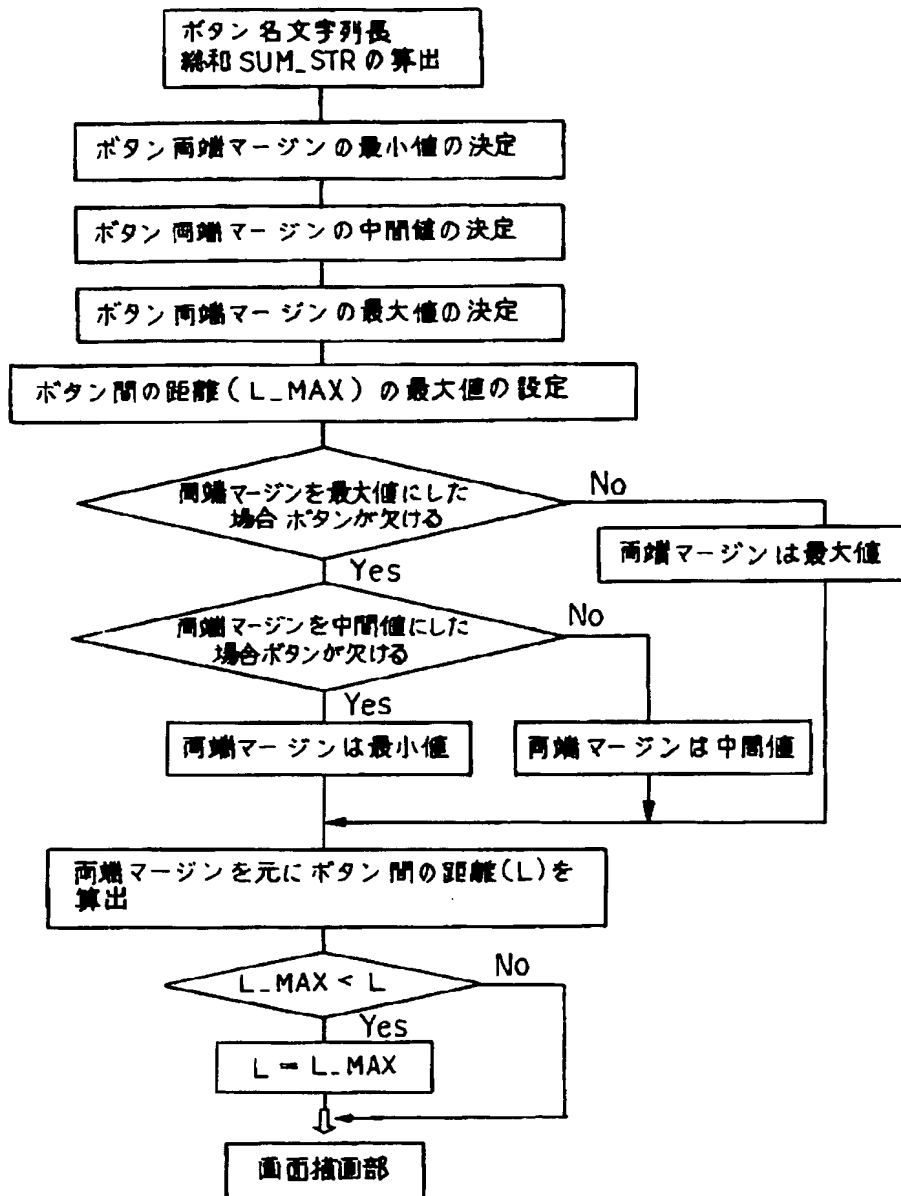 ボタン名文字列長
総和SUM_STRの算出
ボタン両端マージンの最小値の決定
ボタン両端マージンの中間値の決定
ボタン両端マージンの最大値の決定
ボタン間の距離(L_MAX)の最大値の設定
両端マージンを最大値にした
場合ボタンが欠ける
No
両端マージンは最大値
Yes
両端マージンを中間値にした
場合ボタンが欠ける
No
Yes
両端マージンは最小値
両端マージンは中間値
両端マージンを元にボタン間の距離(L)を
算出
L_MAX < L
No
Yes
L = L_MAX
画面描画部